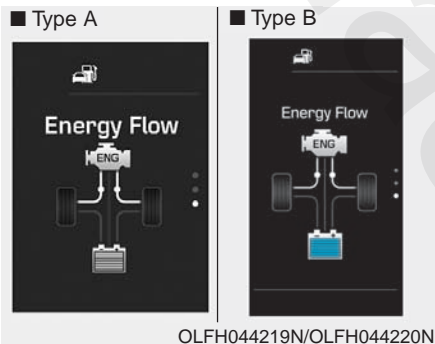 ■ Type A
■ Type B
Energy Flow
ENG
Energy Flow
ENG
OLFH044219N/OLFH044220N